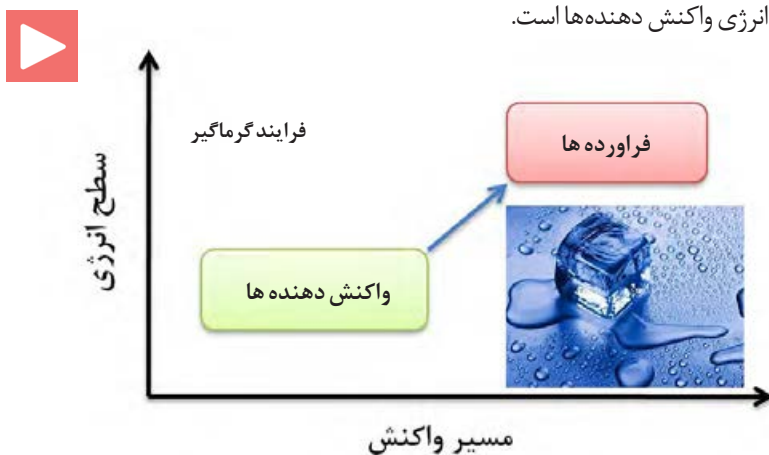 انرژی واکنش دهنده‌ها است.
فرایند گرماگیر
فراورده ها
سطح انرژی
واکنش دهنده ها
مسیر واکنش